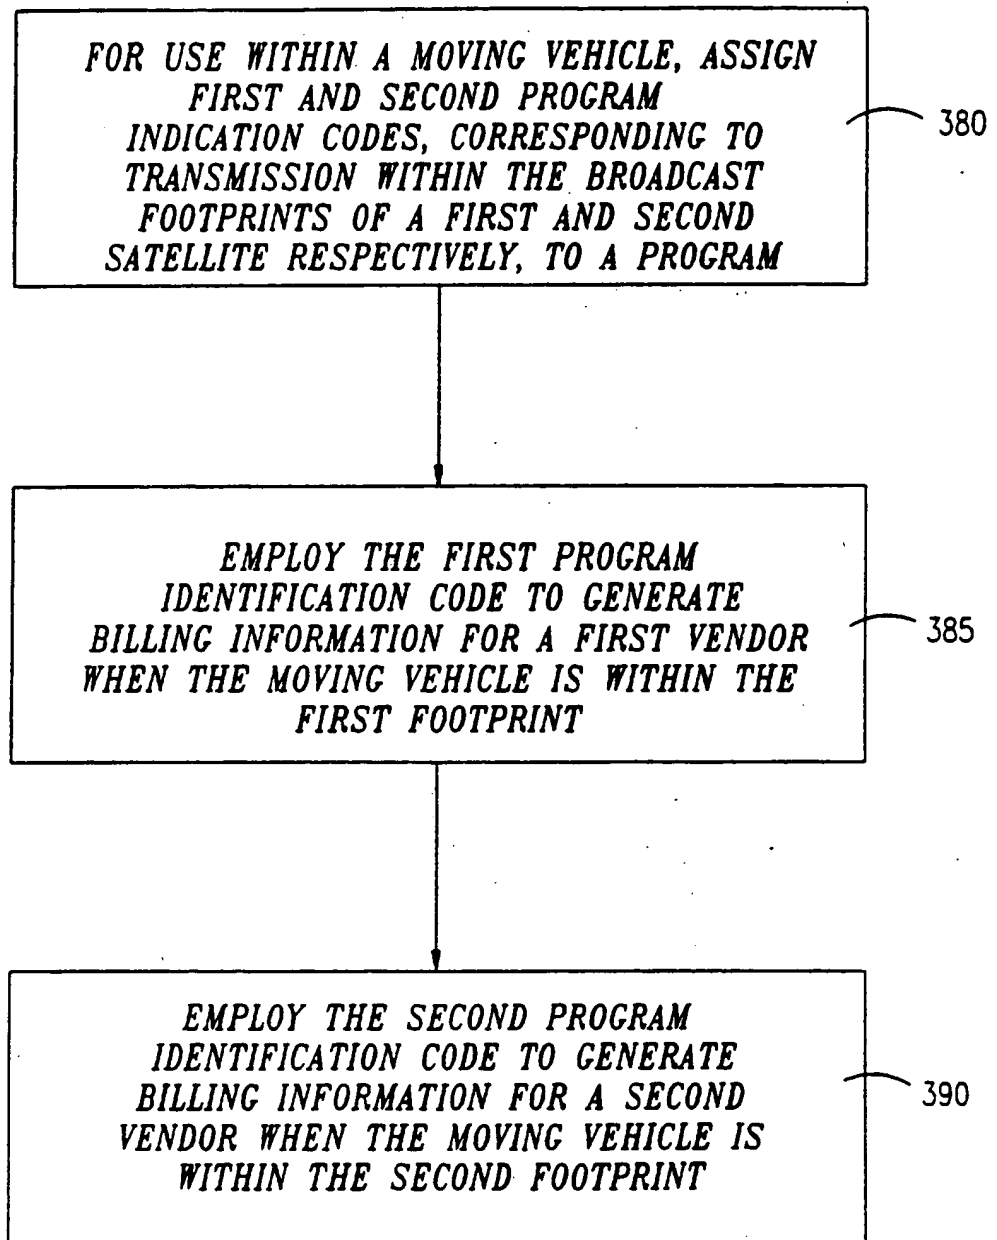 FOR USE WITHIN A MOVING VEHICLE, ASSIGN
FIRST AND SECOND PROGRAM
INDICATION CODES, CORRESPONDING TO
TRANSMISSION WITHIN THE BROADCAST
FOOTPRINTS OF A FIRST AND SECOND
SATELLITE RESPECTIVELY, TO A PROGRAM
380
EMPLOY THE FIRST PROGRAM
IDENTIFICATION CODE TO GENERATE
BILLING INFORMATION FOR A FIRST VENDOR
WHEN THE MOVING VEHICLE IS WITHIN THE
FIRST FOOTPRINT
385
EMPLOY THE SECOND PROGRAM
IDENTIFICATION CODE TO GENERATE
BILLING INFORMATION FOR A SECOND
VENDOR WHEN THE MOVING VEHICLE IS
WITHIN THE SECOND FOOTPRINT
390